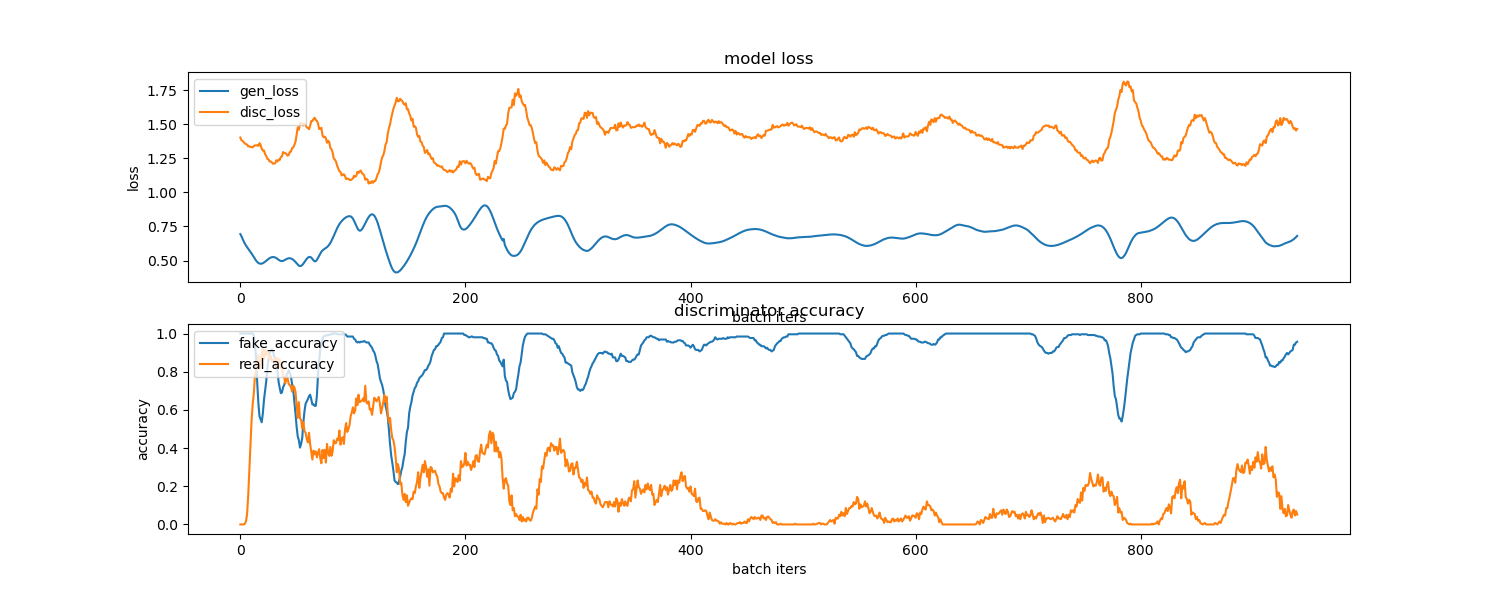 model loss
gen_loss
disc_loss
1.75
1.50
1.25
1.00
0.75
0.50
loss
0 200 400 600 800
batch iters
discriminator accuracy
fake_accuracy
real_accuracy
1.0
0.8
0.6
0.4
0.2
0.0
accuracy
0 200 400 600 800
batch iters